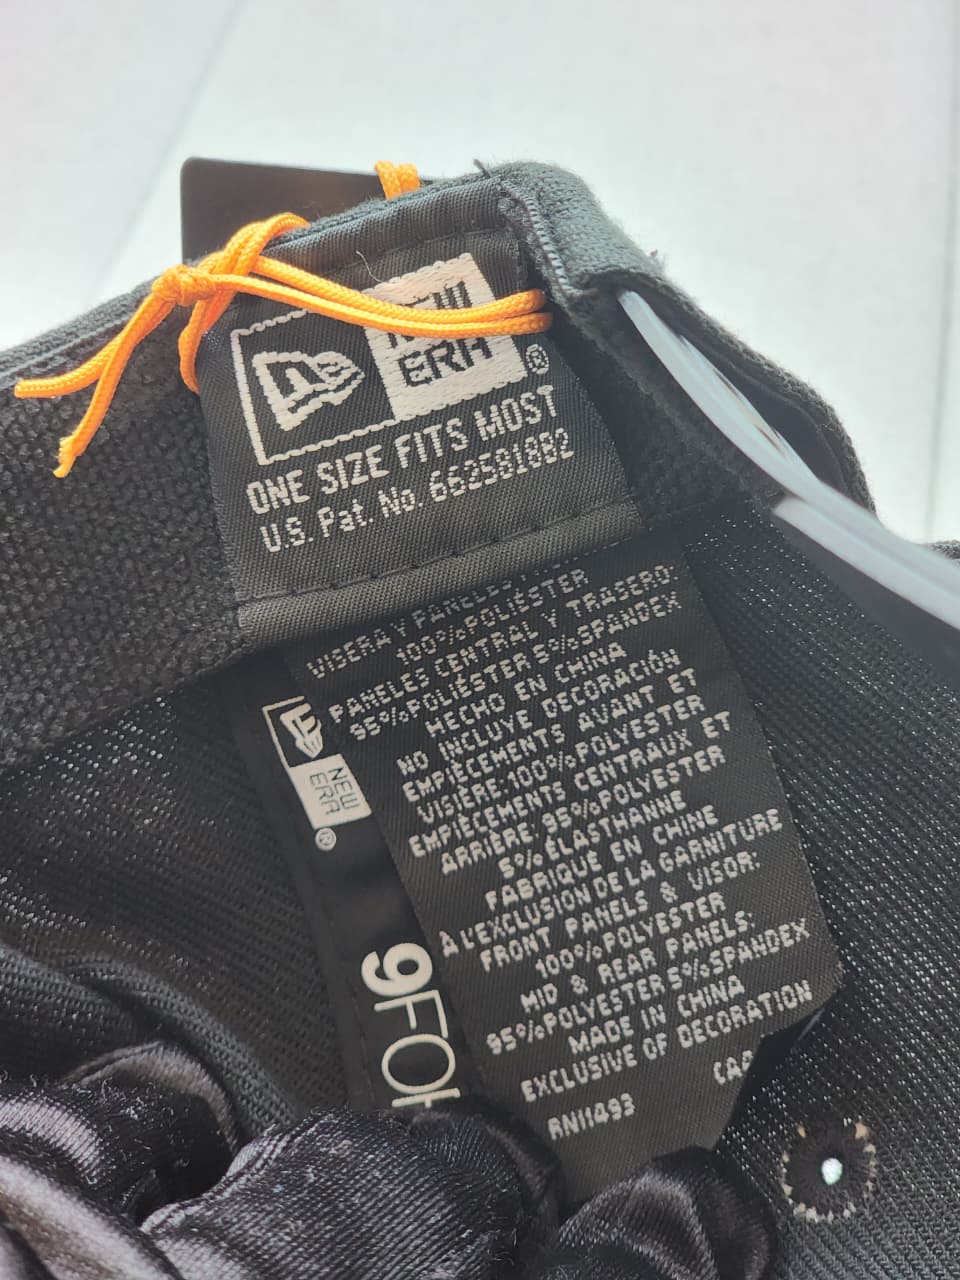 NEW
ERA
®
ONE SIZE FITS MOST
U.S. Pat. No. 6625818B2
VISERA Y
100%POLIÉSTER
PANELES CENTRAL Y TRASERO:
95%POLIÉSTER 5%SPANDEX
HECHO EN CHINA
NO INCLUYE DECORACIÓN
EMPIÈCEMENTS AVANT ET
VISIÈRE:100%POLYESTER
EMPIÈCEMENTS CENTRAUX ET
ARRIÈRE: 95%POLYESTER
5%ÉLASTHANNE
FABRIQUE EN CHINE
À L'EXCLUSION DE LA GARNITURE
FRONT PANELS & VISOR:
100%POLYESTER
MID & REAR PANELS:
95%POLYESTER 5%SPANDEX
MADE IN CHINA
EXCLUSIVE OF DECORATION
RN11493
NEW
ERA
®
9FO